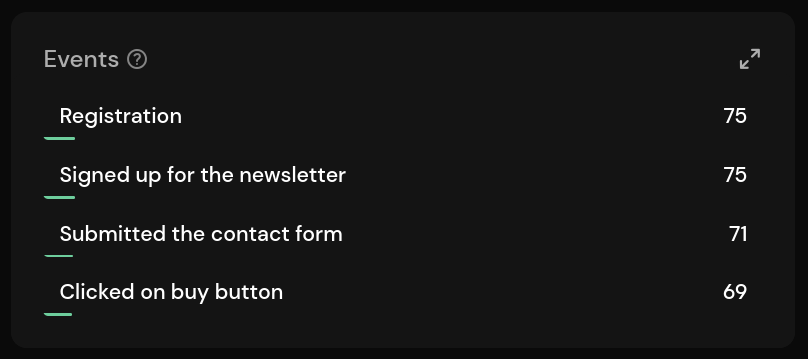 Events ?
Registration 75
Signed up for the newsletter 75
Submitted the contact form 71
Clicked on buy button 69